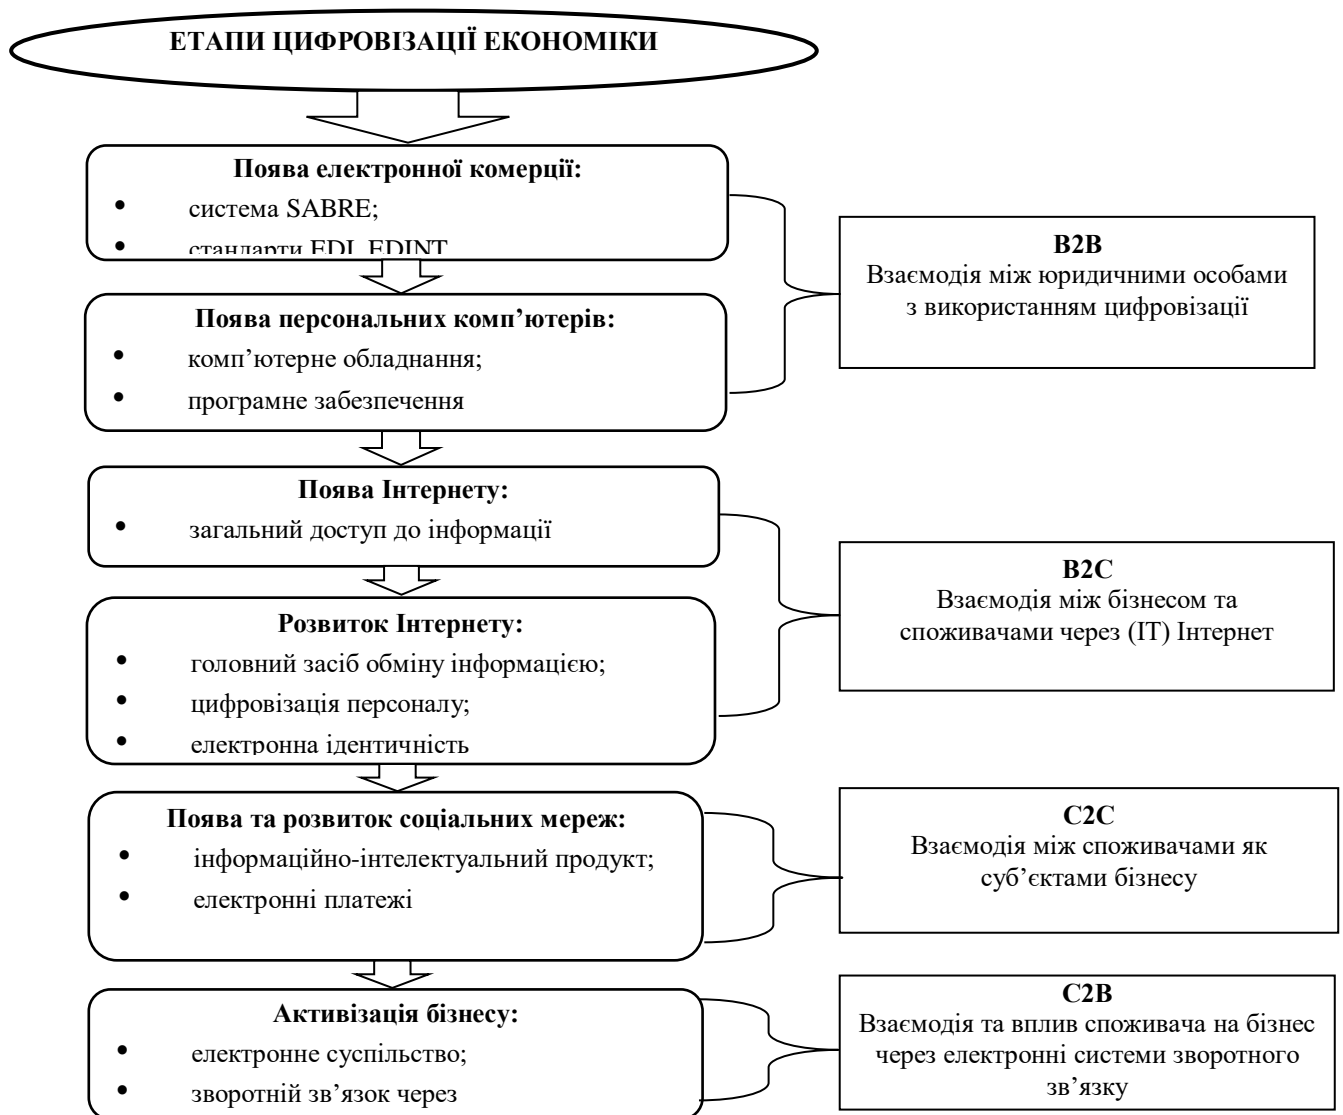 ЕТАПИ ЦИФРОВІЗАЦІЇ ЕКОНОМІКИ
Поява електронної комерції:
• система SABRE;
• стандарти EDI, EDINT
B2B
Взаємодія між юридичними особами
з використанням цифровізації
Поява персональних комп’ютерів:
• комп’ютерне обладнання;
• програмне забезпечення
Поява Інтернету:
• загальний доступ до інформації
B2C
Взаємодія між бізнесом та
споживачами через (ІТ) Інтернет
Розвиток Інтернету:
• головний засіб обміну інформацією;
• цифровізація персоналу;
• електронна ідентичність
Поява та розвиток соціальних мереж:
• інформаційно-інтелектуальний продукт;
• електронні платежі
C2C
Взаємодія між споживачами як
суб’єктами бізнесу
Активізація бізнесу:
• електронне суспільство;
• зворотній зв’язок через
C2B
Взаємодія та вплив споживача на бізнес
через електронні системи зворотного
зв’язку